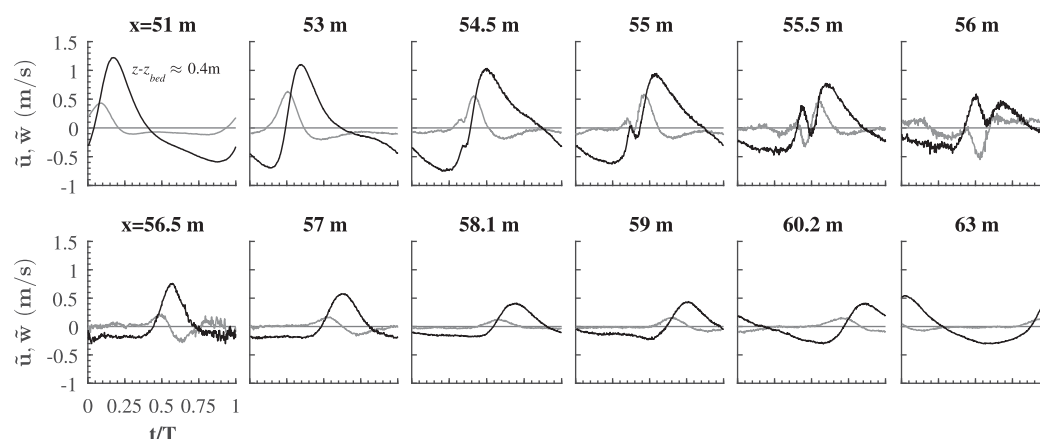 x=51 m 53 m 54.5 m 55 m 55.5 m 56 m
1.5
z-z_bed ≈ 0.4m
1
0.5
0
-0.5
-1
ũ, w̃ (m/s)
x=56.5 m 57 m 58.1 m 59 m 60.2 m 63 m
1.5
1
0.5
0
-0.5
-1
ũ, w̃ (m/s)
0 0.25 0.5 0.75 1
t/T